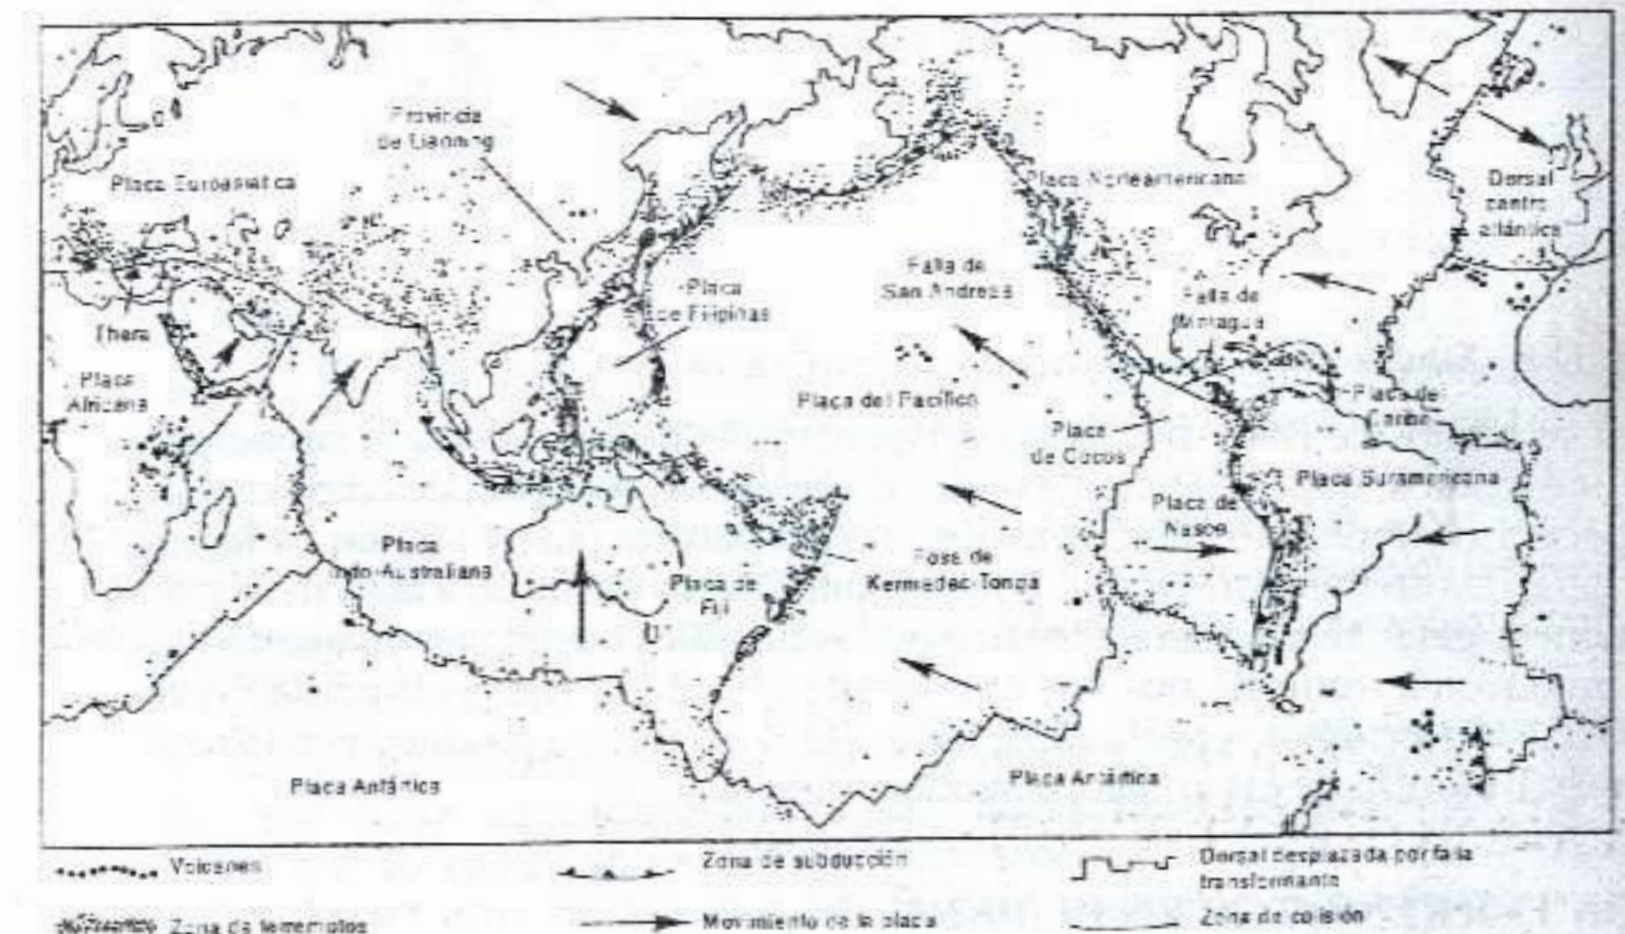 Provincia
de Liaoning
Placa Euroasiatica
Placa Norteamericana
Dorsal
centro
atlántica
Placa
de Filipinas
Falla de
San Andreas
Falla de
Motagua
Thera
Placa
Africana
Placa del Pacífico
Placa del
Caribe
Placa
de Cocos
Placa Suramericana
Placa de
Nasca
Placa
Indo-Australiana
Placa de
Fiji
Fosa de
Kermadec-Tonga
Placa Antártica
Placa Antártica
Volcanes
Zona de subducción
Dorsal desplazada por falla
transformante
Zona de terremotos
Movimiento de la placa
Zona de colisión